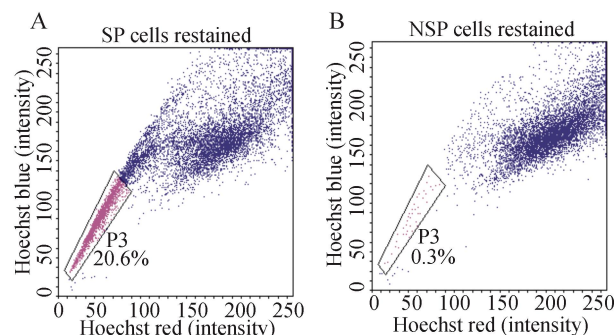 A
SP cells restained
Hoechst blue (intensity)
0 50 100 150 200 250
P3
20.6%
0 50 100 150 200 250
Hoechst red (intensity)
B
NSP cells restained
Hoechst blue (intensity)
0 50 100 150 200 250
P3
0.3%
0 50 100 150 200 250
Hoechst red (intensity)